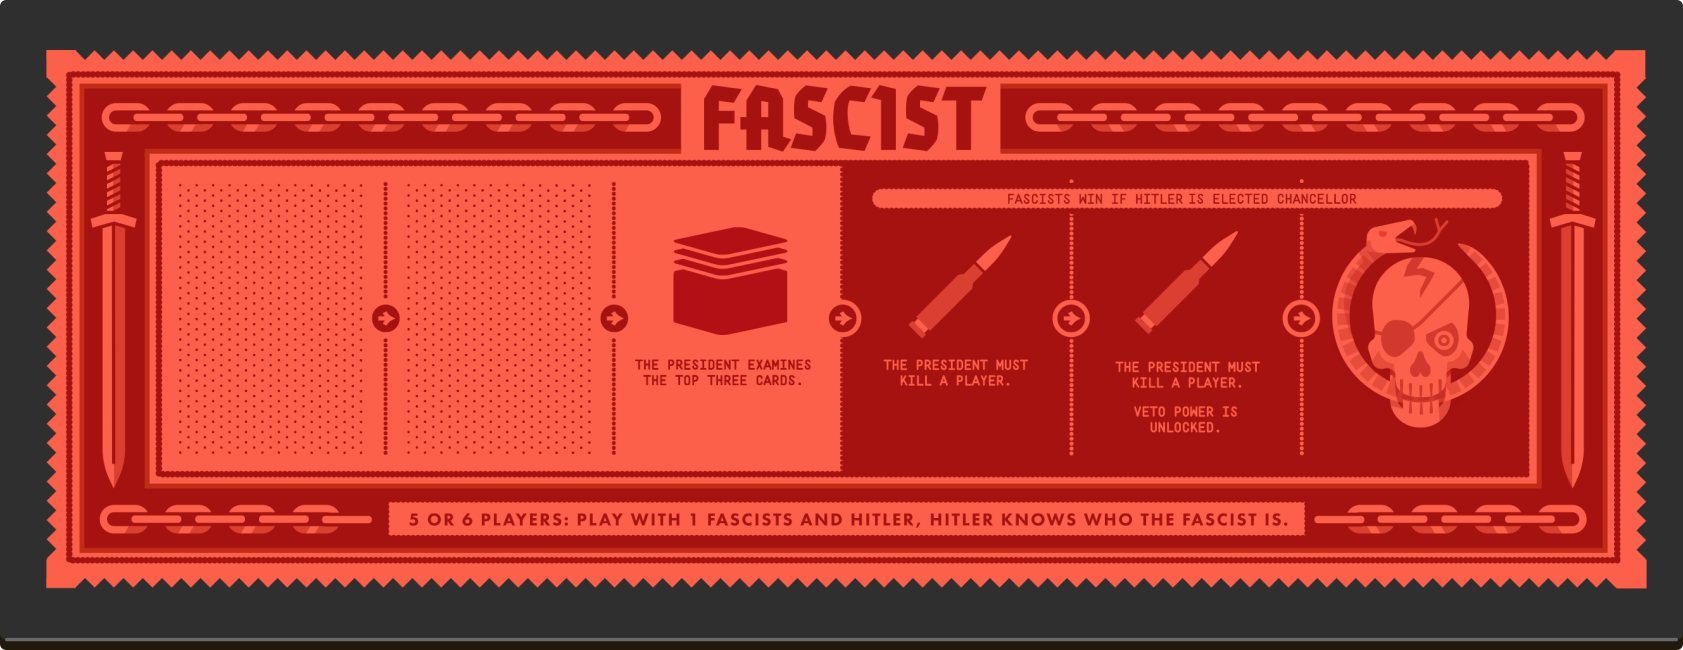 FASCIST
FASCISTS WIN IF HITLER IS ELECTED CHANCELLOR
THE PRESIDENT EXAMINES
THE TOP THREE CARDS.
THE PRESIDENT MUST
KILL A PLAYER.
THE PRESIDENT MUST
KILL A PLAYER.
VETO POWER IS
UNLOCKED.
5 OR 6 PLAYERS: PLAY WITH 1 FASCISTS AND HITLER, HITLER KNOWS WHO THE FASCIST IS.